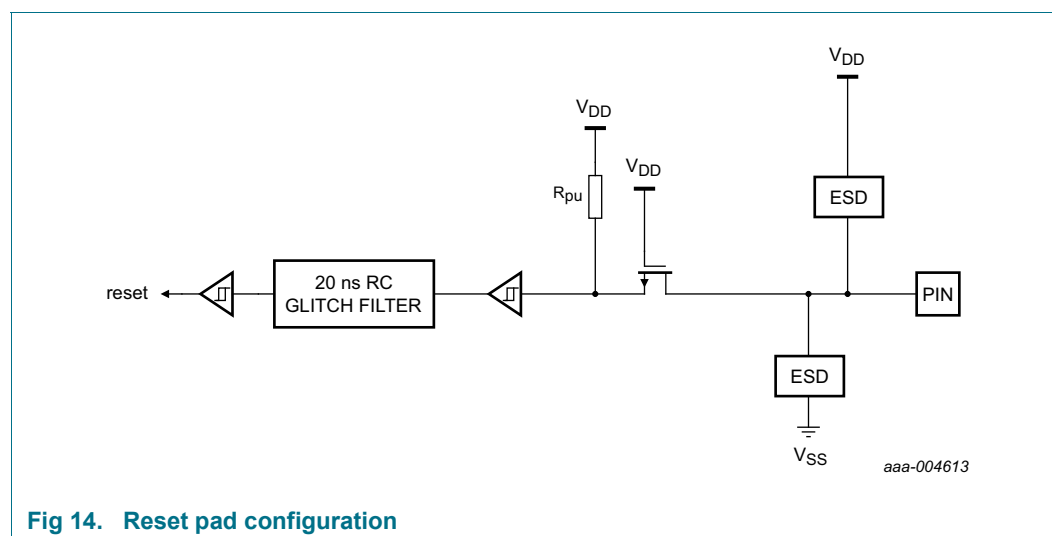 VDD
VDD
VDD
Rpu
ESD
reset
20 ns RC
GLITCH FILTER
PIN
ESD
VSS
aaa-004613
Fig 14. Reset pad configuration